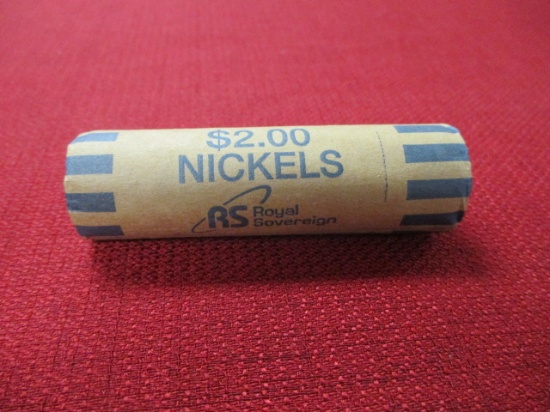 $2.00
NICKELS
RS Royal
Sovereign